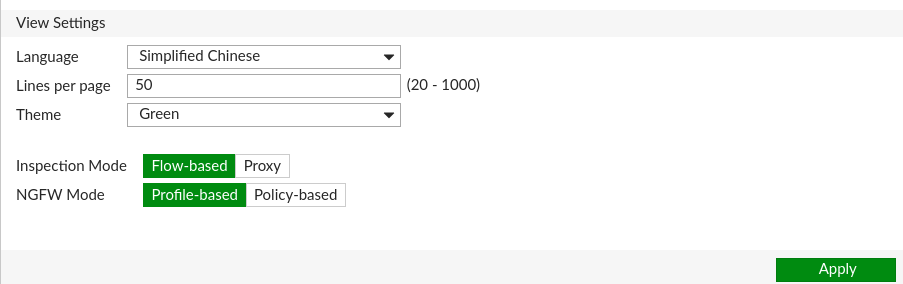 View Settings
Language Simplified Chinese
Lines per page 50 (20 - 1000)
Theme Green
Inspection Mode Flow-based Proxy
NGFW Mode Profile-based Policy-based
Apply